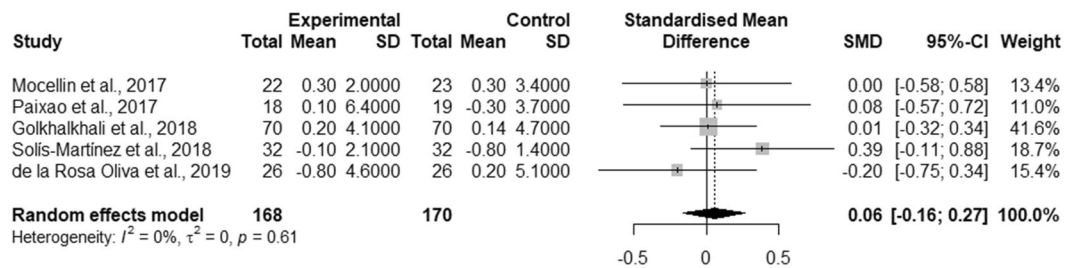 Experimental Control Standardised Mean
Study Total Mean SD Total Mean SD Difference SMD 95%-CI Weight
Mocellin et al., 2017 22 0.30 2.0000 23 0.30 3.4000 0.00 [-0.58; 0.58] 13.4%
Paixao et al., 2017 18 0.10 6.4000 19 -0.30 3.7000 0.08 [-0.57; 0.72] 11.0%
Golkhalkhali et al., 2018 70 0.20 4.1000 70 0.14 4.7000 0.01 [-0.32; 0.34] 41.6%
Solís-Martínez et al., 2018 32 -0.10 2.1000 32 -0.80 1.4000 0.39 [-0.11; 0.88] 18.7%
de la Rosa Oliva et al., 2019 26 -0.80 4.6000 26 0.20 5.1000 -0.20 [-0.75; 0.34] 15.4%
Random effects model 168 170 0.06 [-0.16; 0.27] 100.0%
Heterogeneity: I² = 0%, τ² = 0, p = 0.61
-0.5 0 0.5